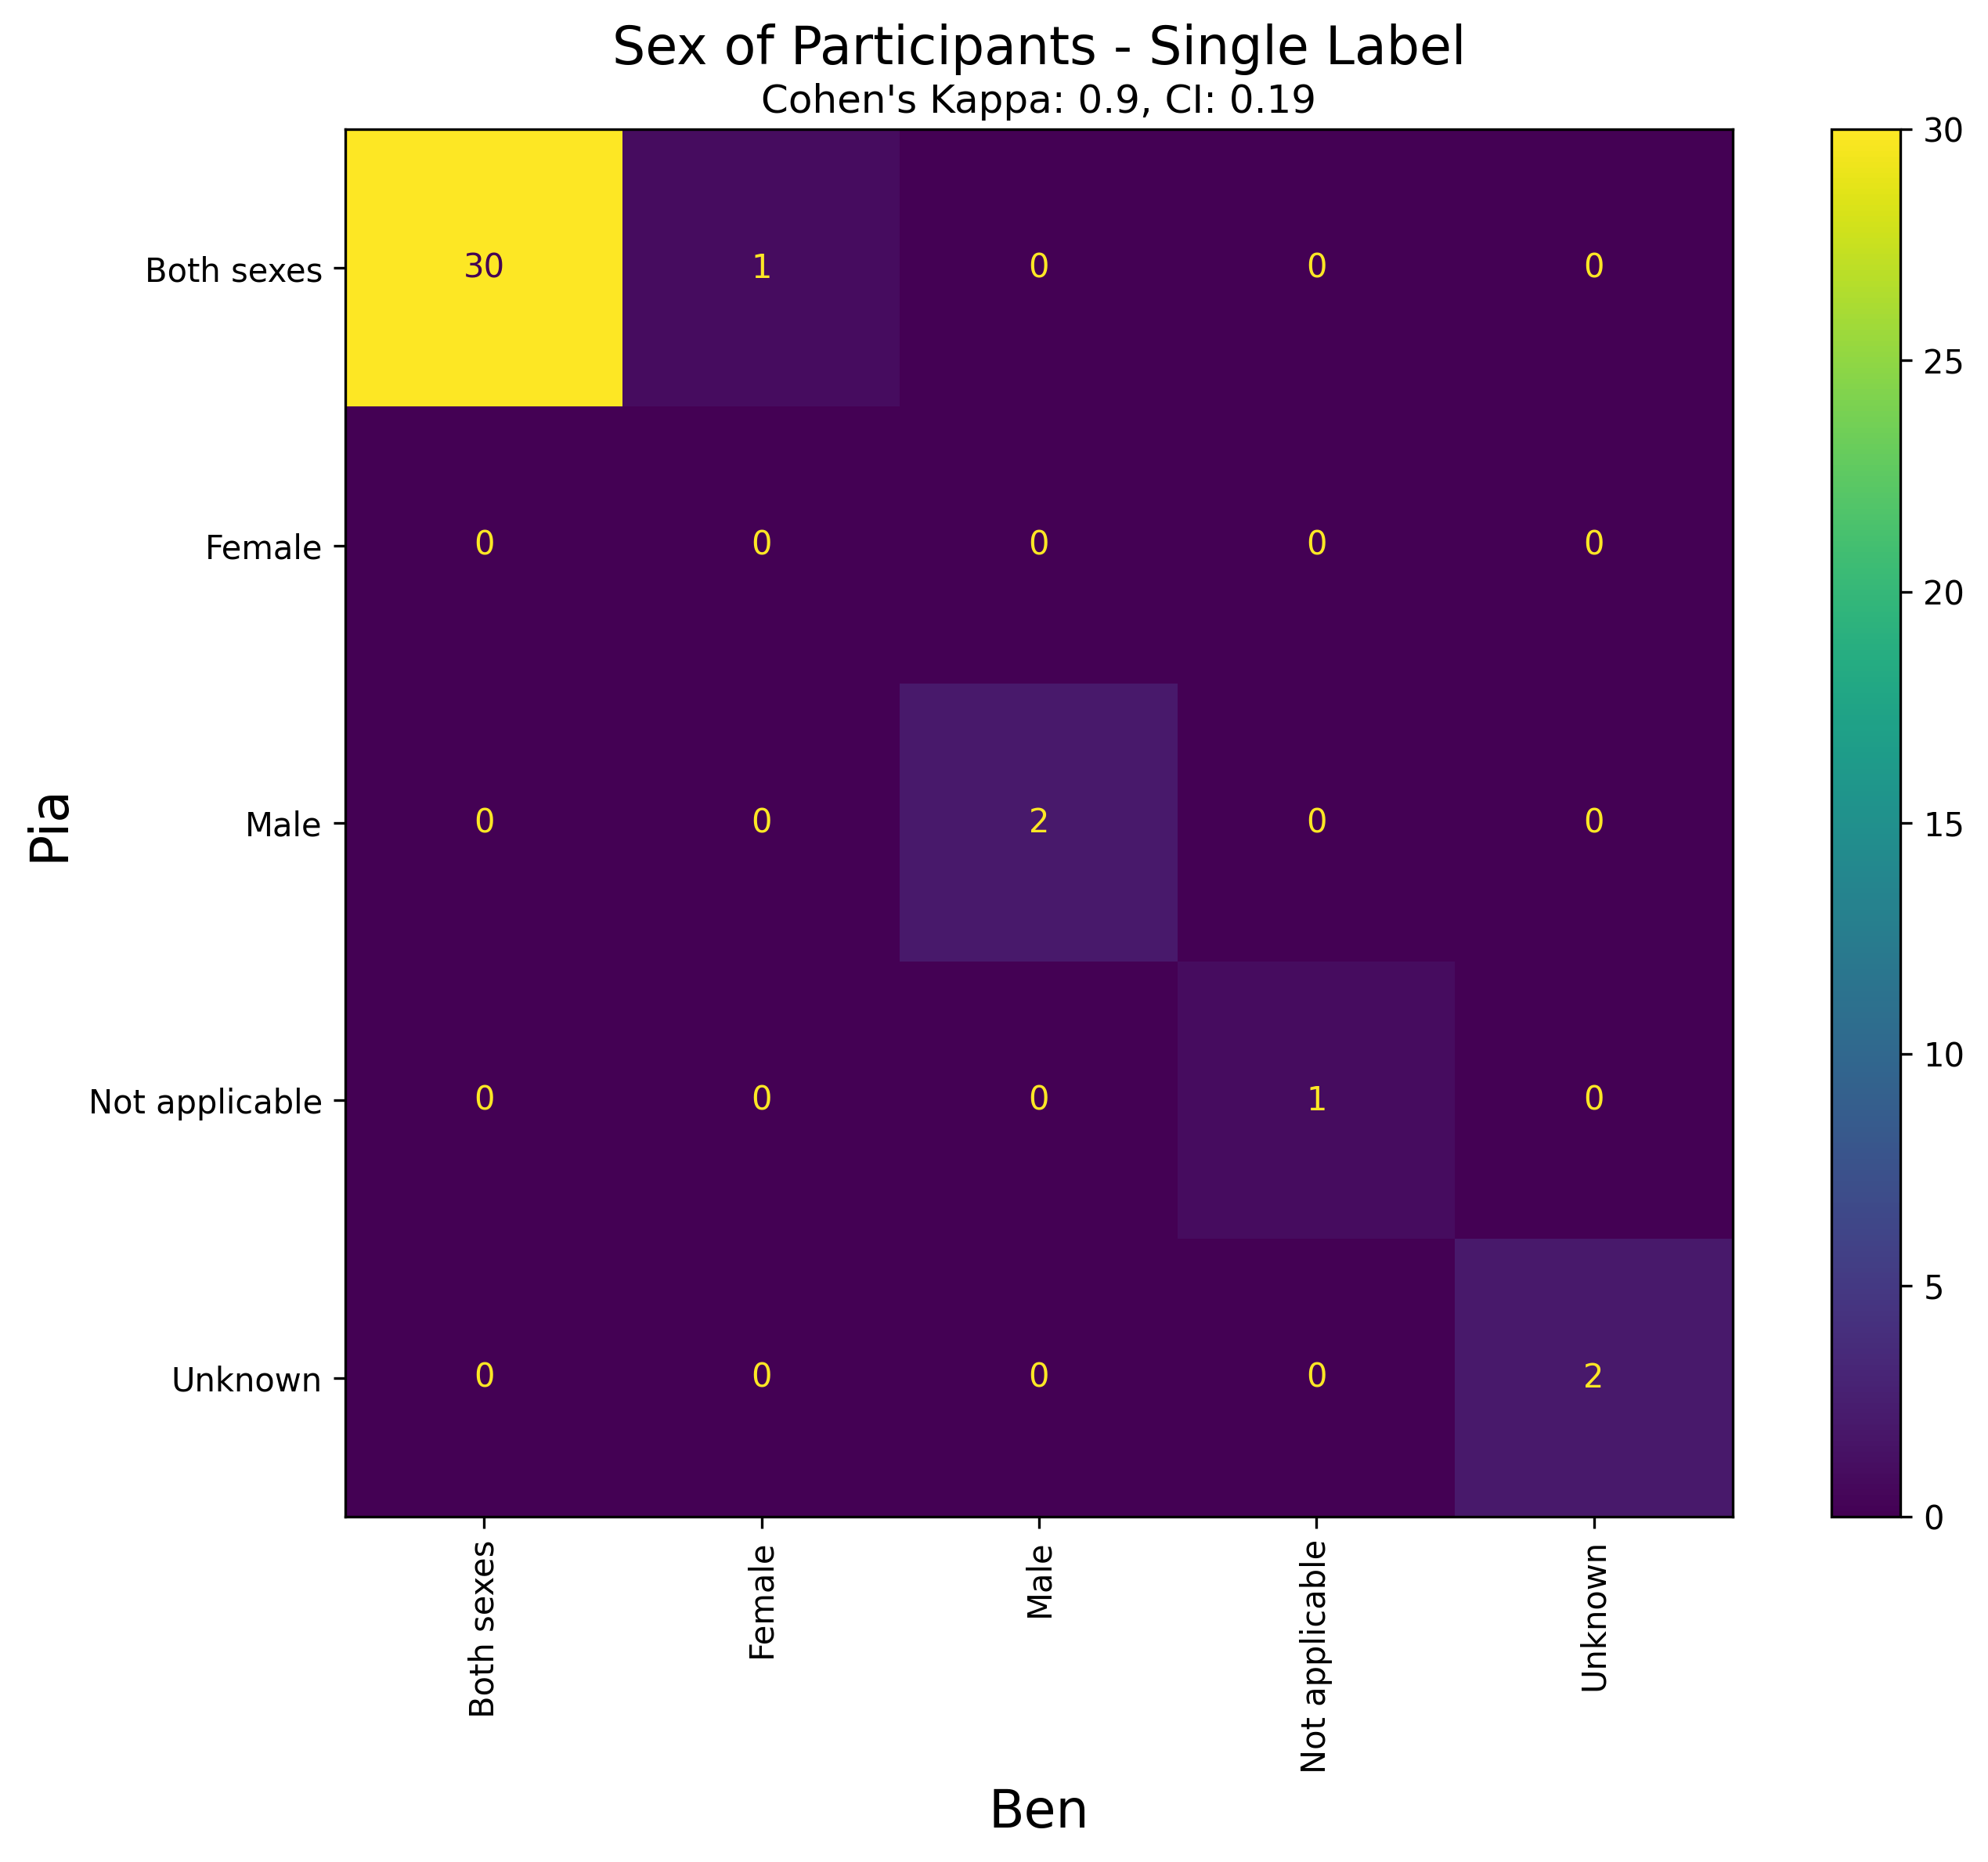 Sex of Participants - Single Label
Cohen's Kappa: 0.9, CI: 0.19
Pia
Both sexes 30 1 0 0 0
Female 0 0 0 0 0
Male 0 0 2 0 0
Not applicable 0 0 0 1 0
Unknown 0 0 0 0 2
Both sexes
Female
Male
Not applicable
Unknown
Ben
30
25
20
15
10
5
0